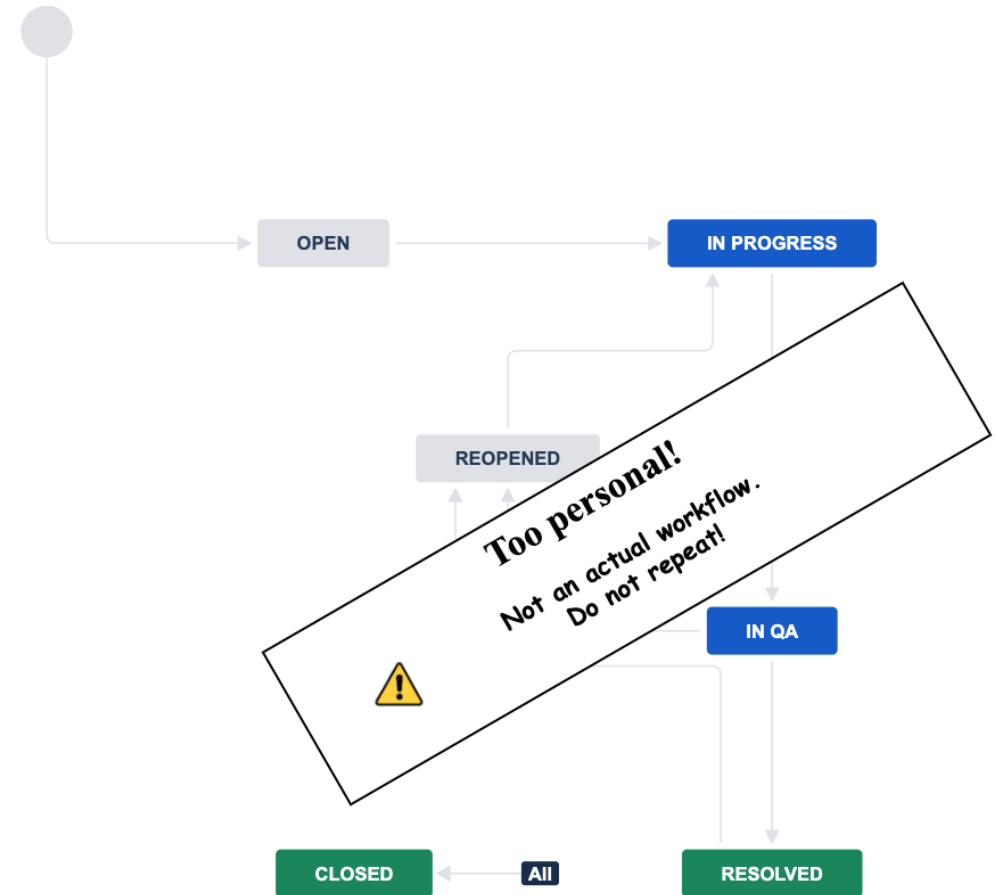 OPEN
IN PROGRESS
REOPENED
Too personal!
Not an actual workflow.
Do not repeat!
IN QA
CLOSED
All
RESOLVED